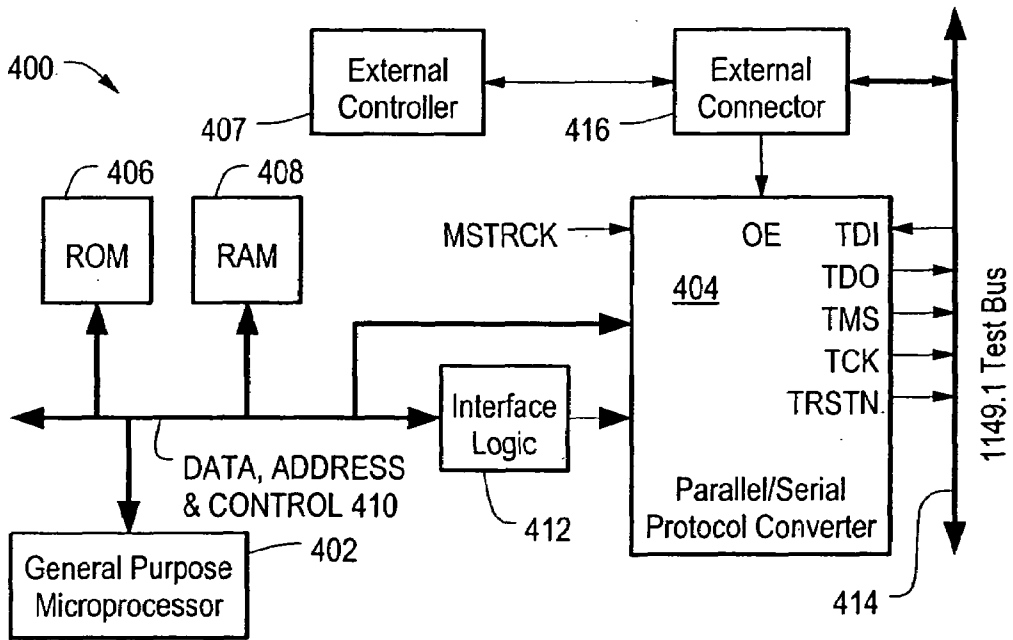 400
External
Controller
407
External
Connector
416
406
ROM
408
RAM
MSTRCK
OE
TDI
404
TDO
TMS
TCK
TRSTN
Interface
Logic
412
DATA, ADDRESS
& CONTROL 410
Parallel/Serial
Protocol Converter
402
General Purpose
Microprocessor
1149.1 Test Bus
414